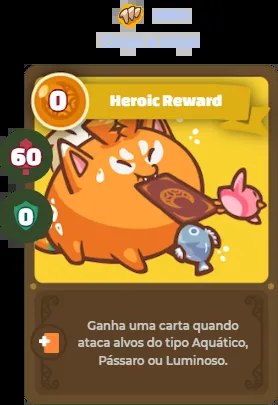 0
Heroic Reward
60
0
Ganha uma carta quando
ataca alvos do tipo Aquático,
Pássaro ou Luminoso.